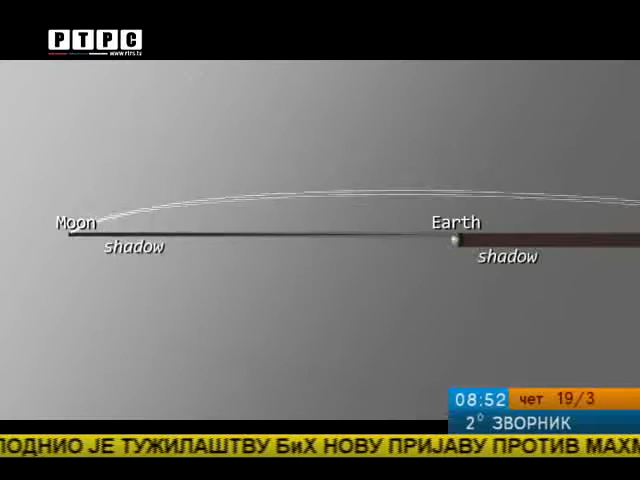 РТРС
www.rtrs.tv
Moon
Earth
shadow
shadow
08:52 чет 19/3
2° ЗВОРНИК
ЛОДНИО ЈЕ ТУЖИЛАШТВУ БиХ НОВУ ПРИЈАВУ ПРОТИВ МАХМ